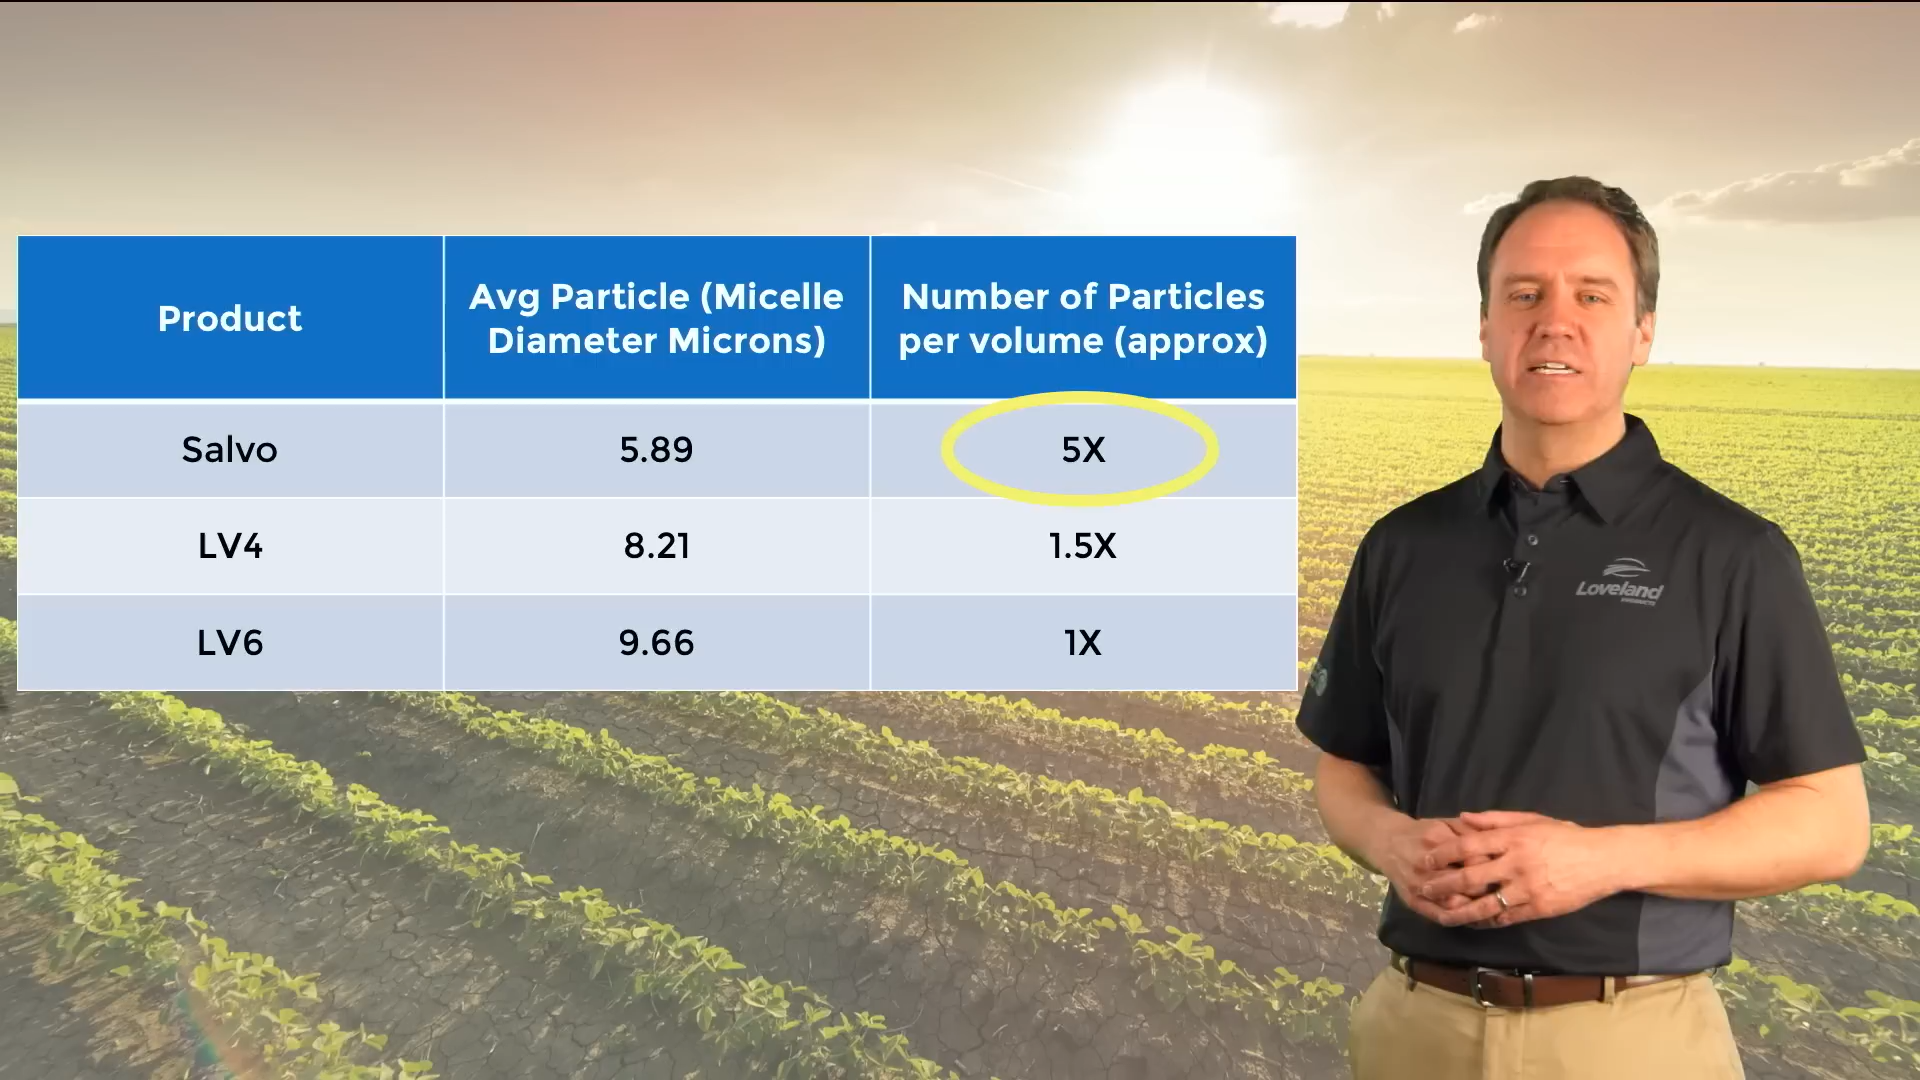 Product
Avg Particle (Micelle
Diameter Microns)
Number of Particles
per volume (approx)
Salvo
5.89
5X
LV4
8.21
1.5X
LV6
9.66
1X
Loveland
PRODUCTS